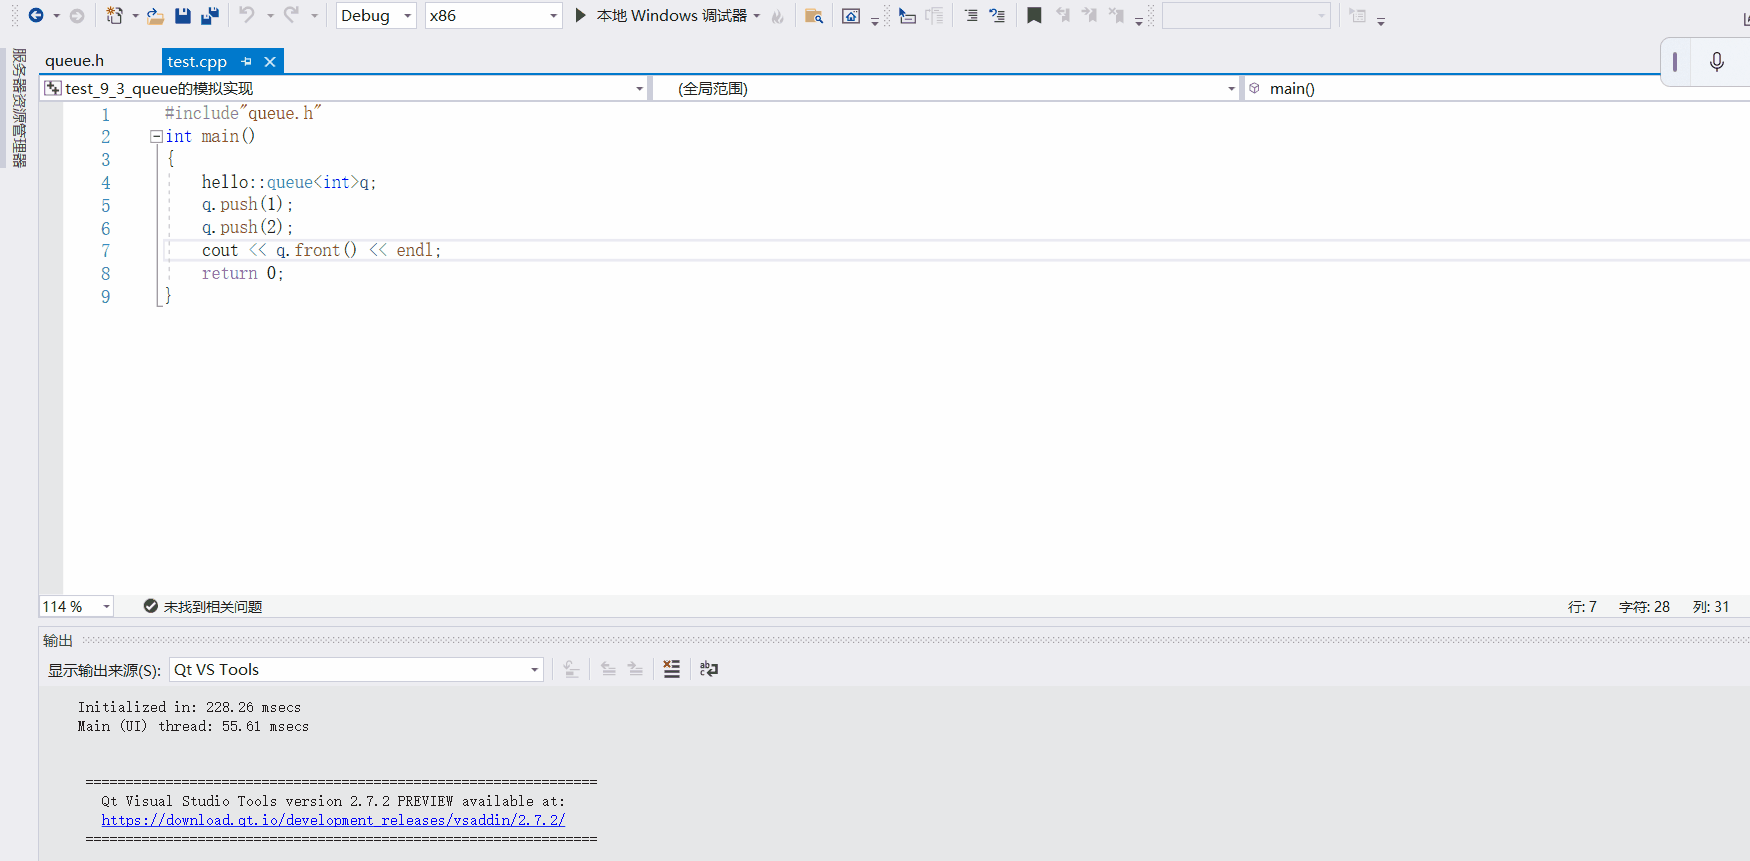 Debug x86 本地 Windows 调试器
服务器资源管理器
queue.h test.cpp
test_9_3_queue的模拟实现 (全局范围) main()
1 #include"queue.h"
2 int main()
3 {
4 hello::queue<int>q;
5 q.push(1);
6 q.push(2);
7 cout << q.front() << endl;
8 return 0;
9 }
114 % 未找到相关问题 行: 7 字符: 28 列: 31
输出
显示输出来源(S): Qt VS Tools
Initialized in: 228.26 msecs
Main (UI) thread: 55.61 msecs
================================================================
Qt Visual Studio Tools version 2.7.2 PREVIEW available at:
https://download.qt.io/development_releases/vsaddin/2.7.2/
================================================================